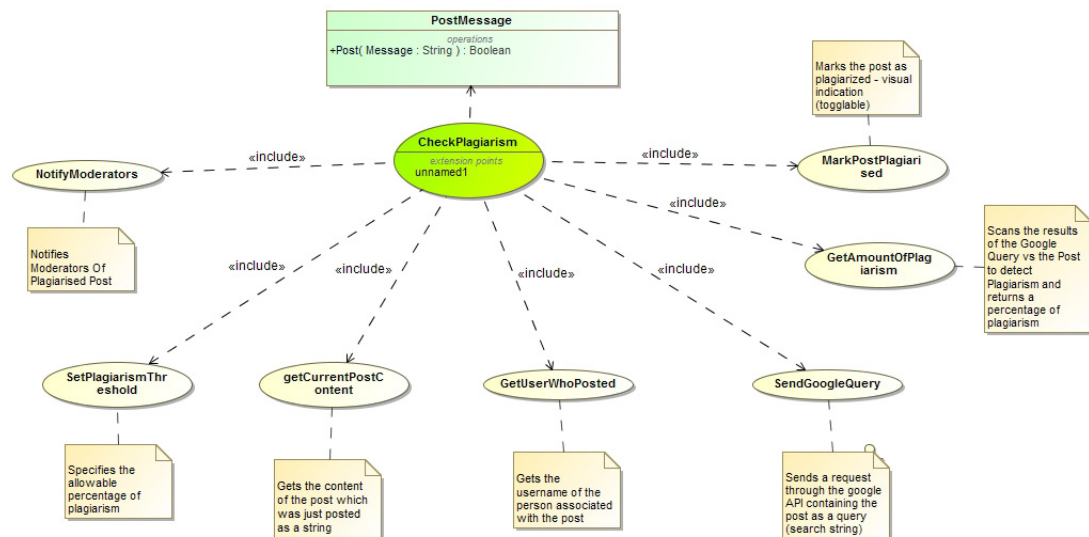 PostMessage
operations
+Post( Message : String ) : Boolean
Marks the post as
plagiarized - visual
indication
(togglable)
CheckPlagiarism
extension points
unnamed1
«include»
«include»
NotifyModerators
MarkPostPlagiari
sed
Notifies
Moderators Of
Plagiarised Post
«include»
«include»
«include»
«include»
«include»
GetAmountOfPlag
iarism
Scans the results
of the Google
Query vs the Post
to detect
Plagiarism and
returns a
percentage of
plagiarism
SetPlagiarismThr
eshold
getCurrentPostC
ontent
GetUserWhoPosted
SendGoogleQuery
Specifies the
allowable
percentage of
plagiarism
Gets the content
of the post which
was just posted
as a string
Gets the
username of the
person associated
with the post
Sends a request
through the google
API containing the
post as a query
(search string)